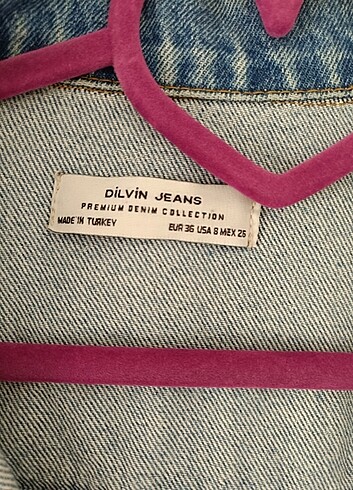 DİLVİN JEANS
PREMIUM DENIM COLLECTION
MADE IN TURKEY EUR 36 USA 8 MEX 26